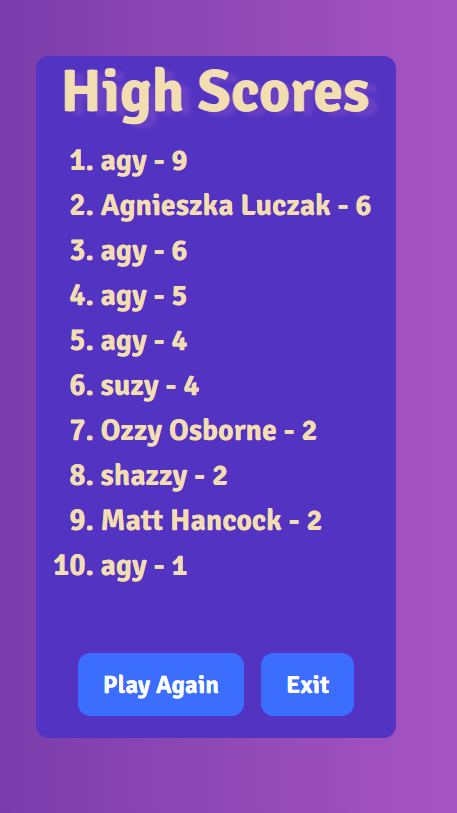 High Scores
1. agy - 9
2. Agnieszka Luczak - 6
3. agy - 6
4. agy - 5
5. agy - 4
6. suzy - 4
7. Ozzy Osborne - 2
8. shazzy - 2
9. Matt Hancock - 2
10. agy - 1
Play Again Exit